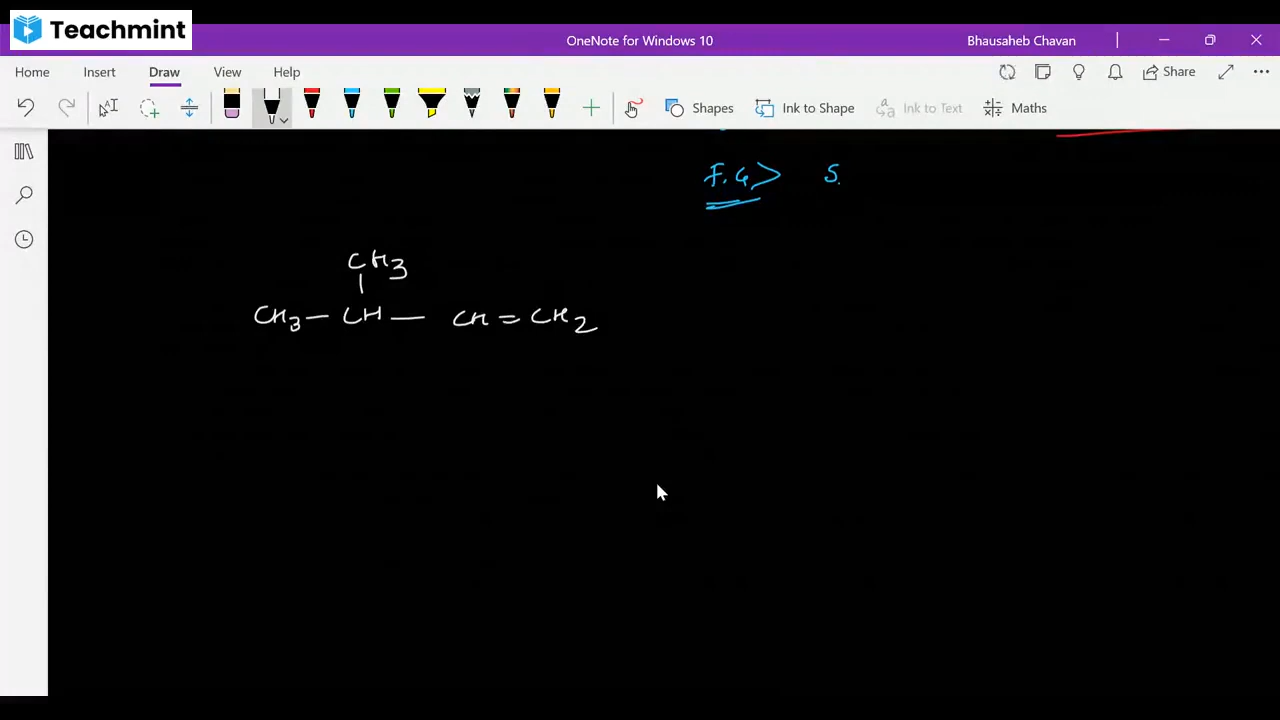 Teachmint
OneNote for Windows 10
Bhausaheb Chavan
Home Insert Draw View Help
Share
Shapes Ink to Shape Ink to Text Maths
F.G > S.
CH3
CH3 - CH - CH = CH2